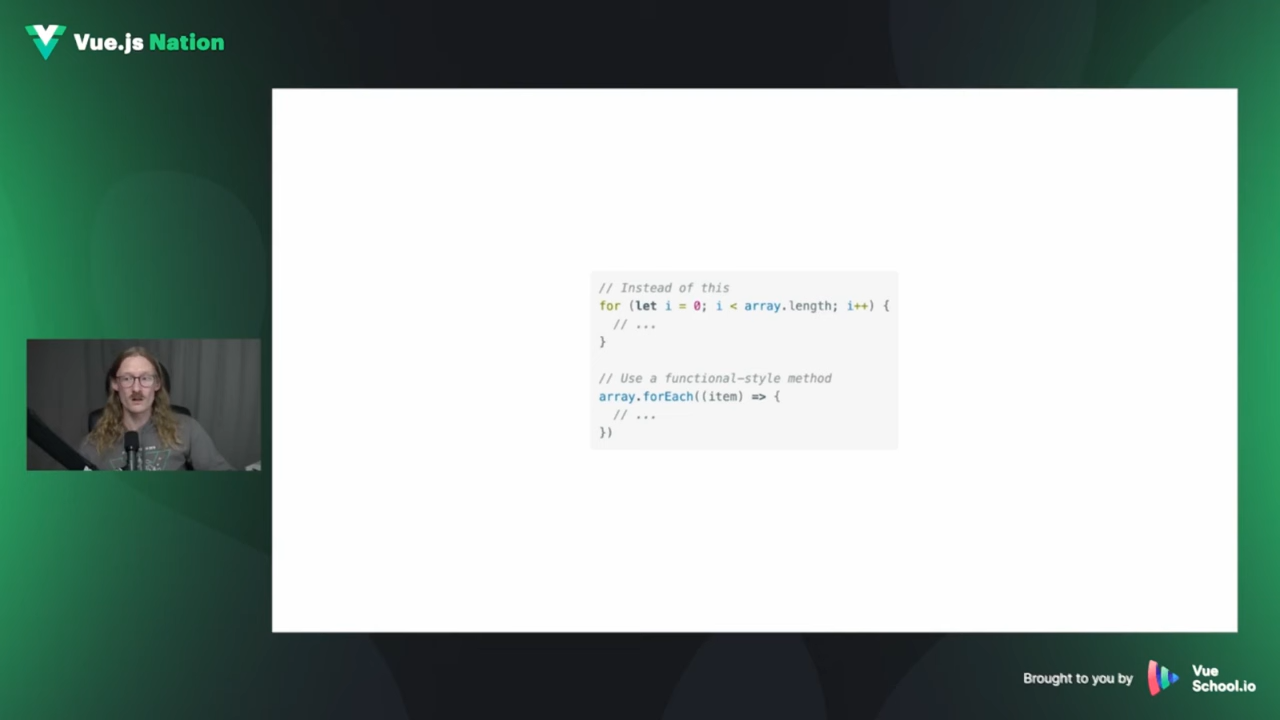 Vue.js Nation
// Instead of this
for (let i = 0; i < array.length; i++) {
  // ...
}
// Use a functional-style method
array.forEach((item) => {
  // ...
})
Brought to you by
Vue
School.io